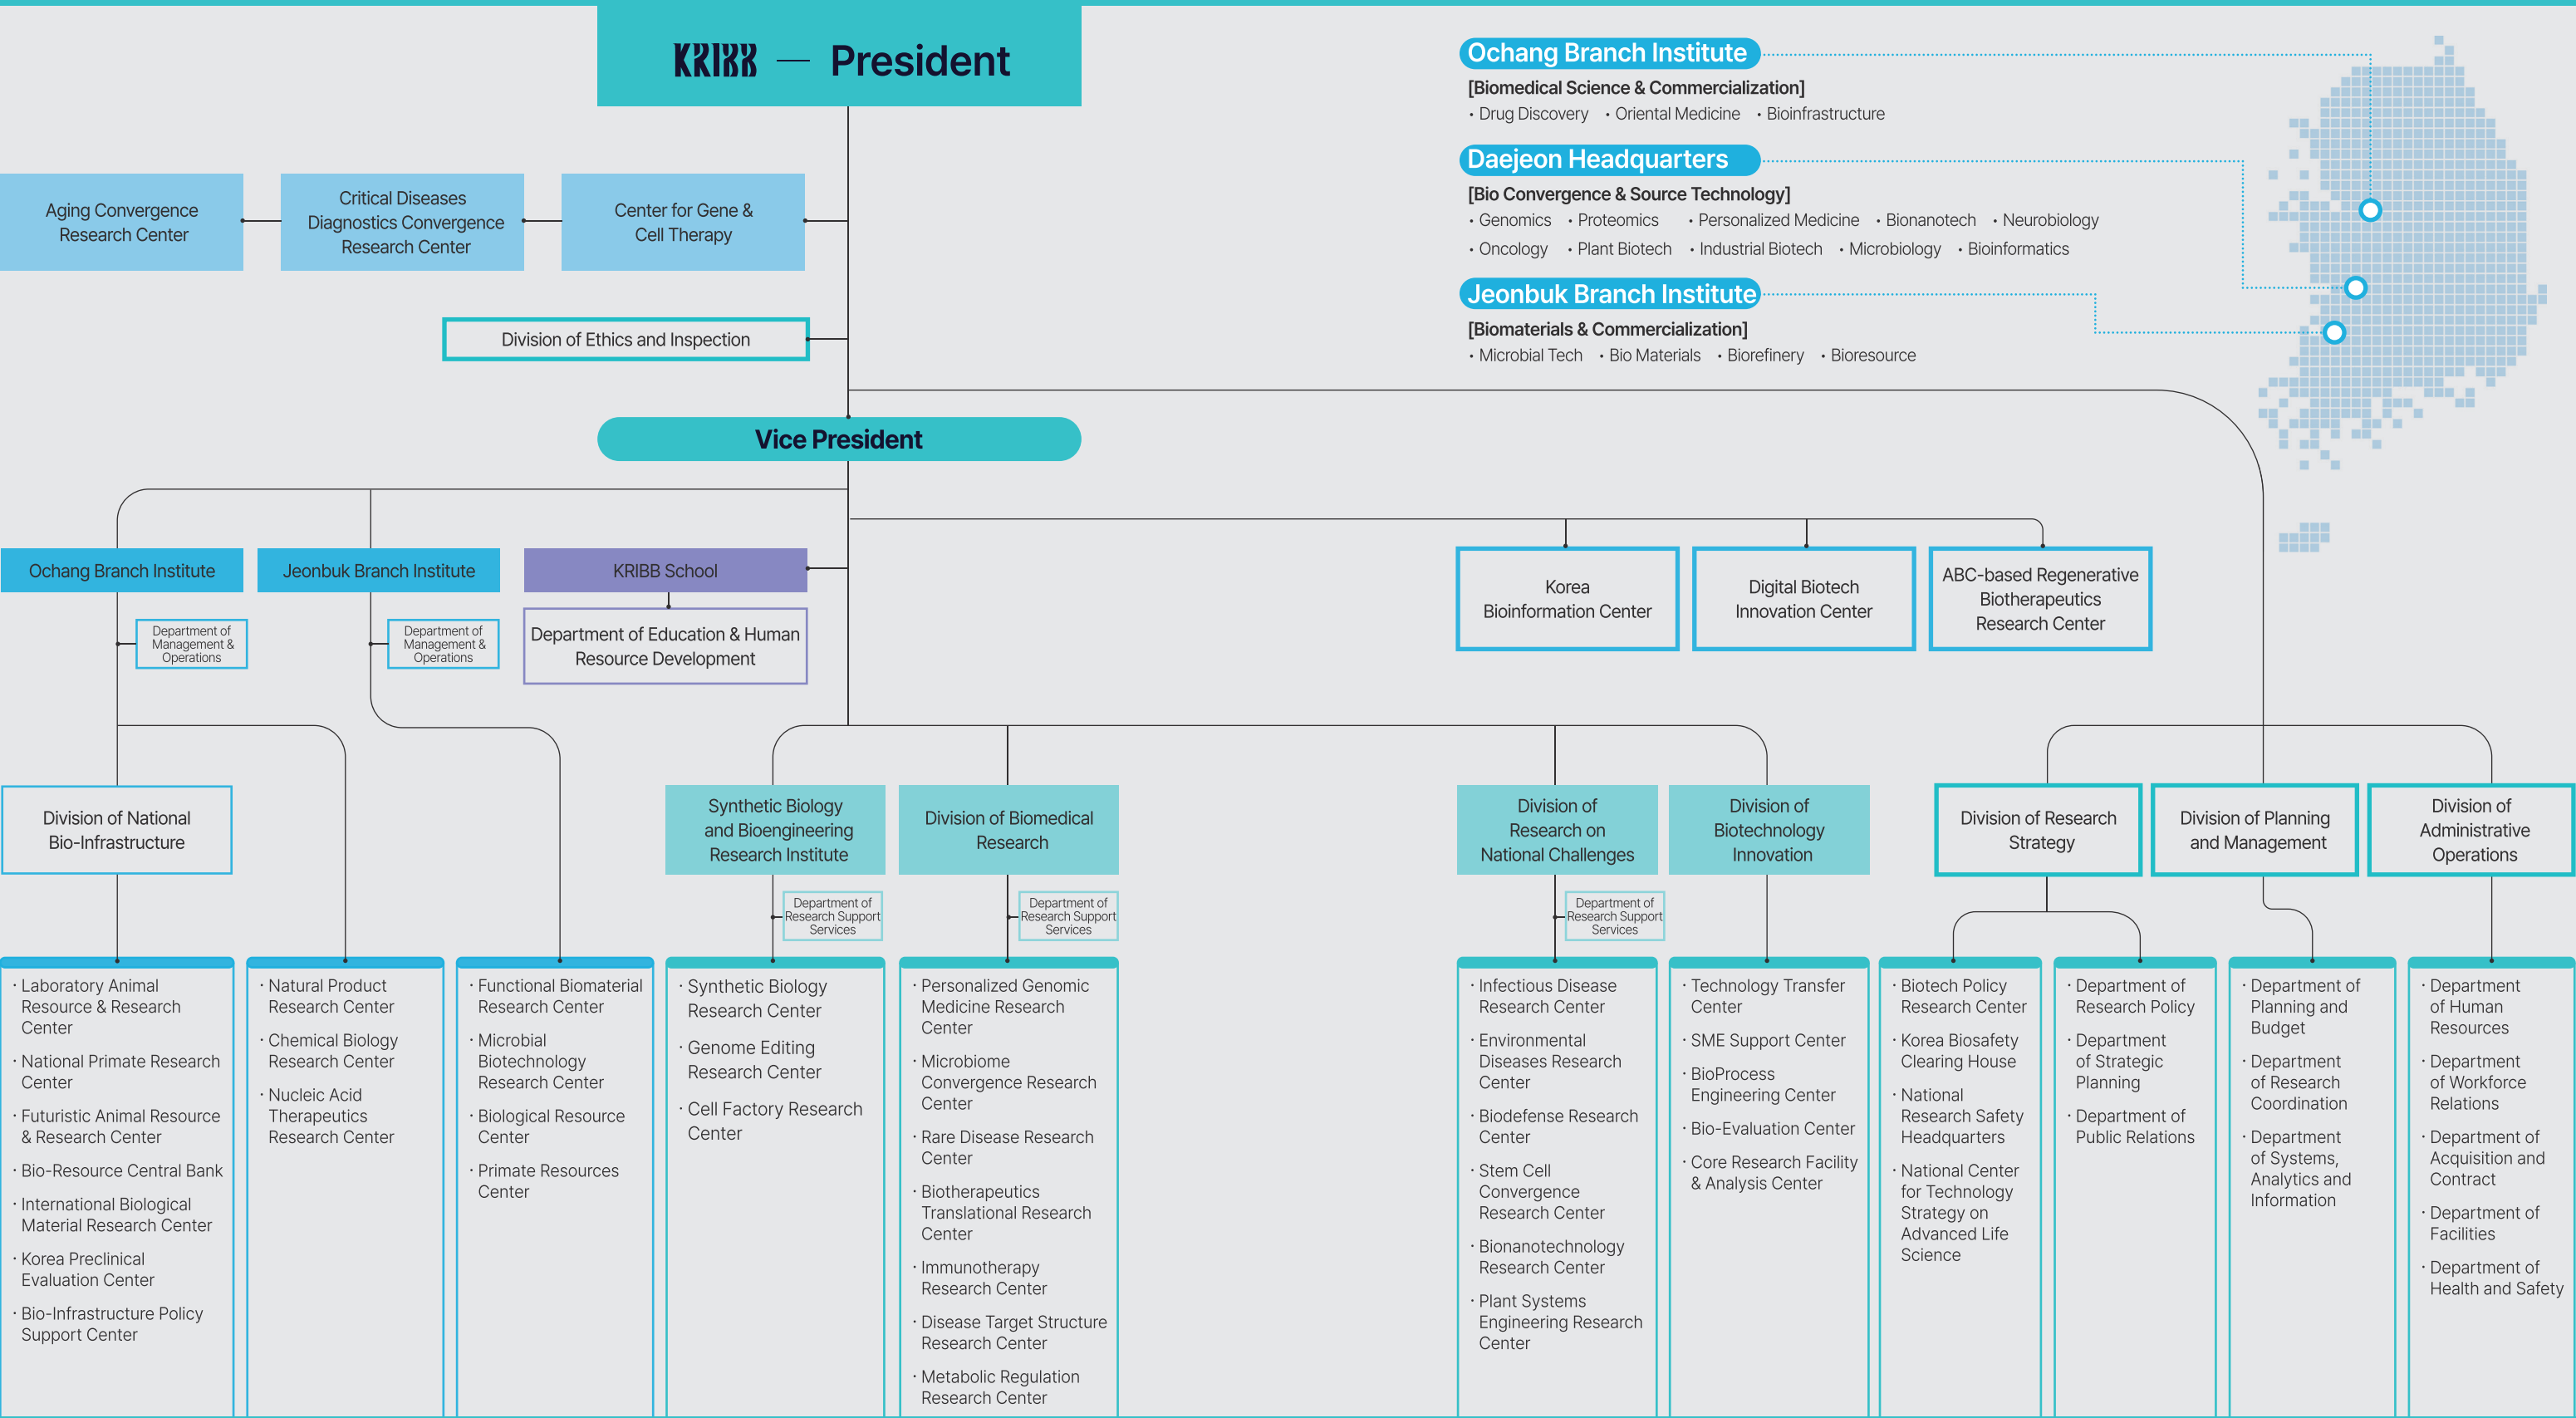 KRIBB — President
Ochang Branch Institute
[Biomedical Science & Commercialization]
· Drug Discovery · Oriental Medicine · Bioinfrastructure
Daejeon Headquarters
[Bio Convergence & Source Technology]
· Genomics · Proteomics · Personalized Medicine · Bionanotech · Neurobiology
· Oncology · Plant Biotech · Industrial Biotech · Microbiology · Bioinformatics
Jeonbuk Branch Institute
[Biomaterials & Commercialization]
· Microbial Tech · Bio Materials · Biorefinery · Bioresource
Aging Convergence
Research Center
Critical Diseases
Diagnostics Convergence
Research Center
Center for Gene &
Cell Therapy
Division of Ethics and Inspection
Vice President
Ochang Branch Institute
Department of
Management &
Operations
Jeonbuk Branch Institute
Department of
Management &
Operations
KRIBB School
Department of Education & Human
Resource Development
Korea
Bioinformation Center
Digital Biotech
Innovation Center
ABC-based Regenerative
Biotherapeutics
Research Center
Division of National
Bio-Infrastructure
Synthetic Biology
and Bioengineering
Research Institute
Department of
Research Support
Services
Division of Biomedical
Research
Department of
Research Support
Services
Division of
Research on
National Challenges
Department of
Research Support
Services
Division of
Biotechnology
Innovation
Division of Research
Strategy
Division of Planning
and Management
Division of
Administrative
Operations
· Laboratory Animal
Resource & Research
Center
· National Primate Research
Center
· Futuristic Animal Resource
& Research Center
· Bio-Resource Central Bank
· International Biological
Material Research Center
· Korea Preclinical
Evaluation Center
· Bio-Infrastructure Policy
Support Center
· Natural Product
Research Center
· Chemical Biology
Research Center
· Nucleic Acid
Therapeutics
Research Center
· Functional Biomaterial
Research Center
· Microbial
Biotechnology
Research Center
· Biological Resource
Center
· Primate Resources
Center
· Synthetic Biology
Research Center
· Genome Editing
Research Center
· Cell Factory Research
Center
· Personalized Genomic
Medicine Research
Center
· Microbiome
Convergence Research
Center
· Rare Disease Research
Center
· Biotherapeutics
Translational Research
Center
· Immunotherapy
Research Center
· Disease Target Structure
Research Center
· Metabolic Regulation
Research Center
· Infectious Disease
Research Center
· Environmental
Diseases Research
Center
· Biodefense Research
Center
· Stem Cell
Convergence
Research Center
· Bionanotechnology
Research Center
· Plant Systems
Engineering Research
Center
· Technology Transfer
Center
· SME Support Center
· BioProcess
Engineering Center
· Bio-Evaluation Center
· Core Research Facility
& Analysis Center
· Biotech Policy
Research Center
· Korea Biosafety
Clearing House
· National
Research Safety
Headquarters
· National Center
for Technology
Strategy on
Advanced Life
Science
· Department of
Research Policy
· Department
of Strategic
Planning
· Department of
Public Relations
· Department of
Planning and
Budget
· Department
of Research
Coordination
· Department
of Systems,
Analytics and
Information
· Department
of Human
Resources
· Department
of Workforce
Relations
· Department of
Acquisition and
Contract
· Department of
Facilities
· Department of
Health and Safety